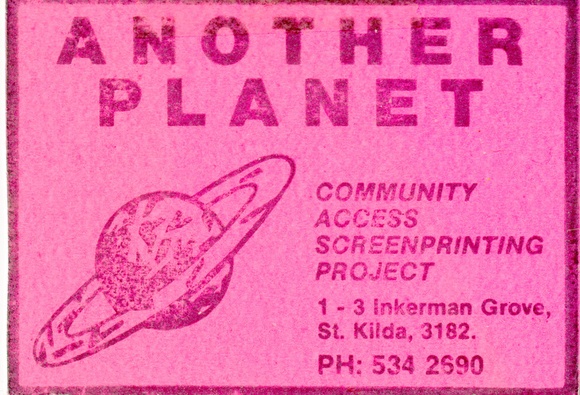 ANOTHER
PLANET
COMMUNITY
ACCESS
SCREENPRINTING
PROJECT
1 - 3 Inkerman Grove,
St. Kilda, 3182.
PH: 534 2690